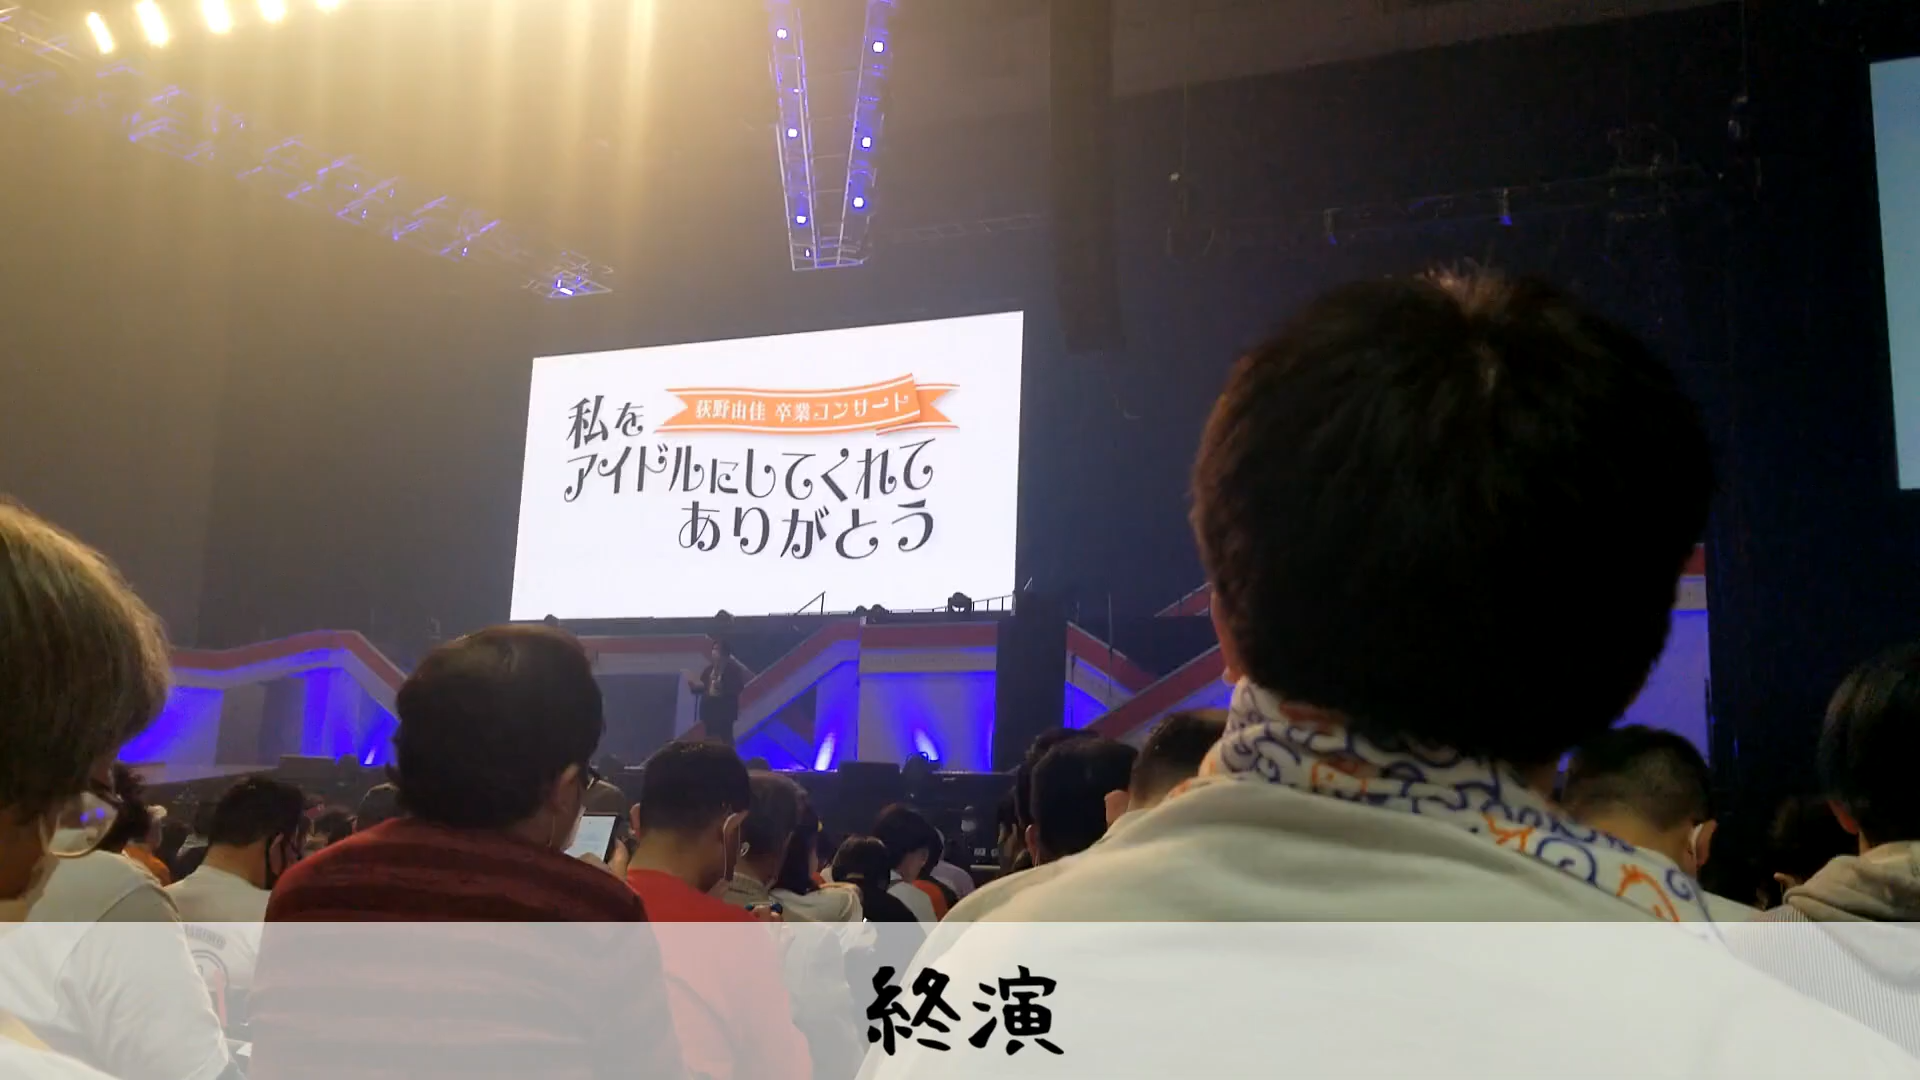 荻野由佳 卒業コンサート
私を
アイドルにしてくれて
ありがとう
終演